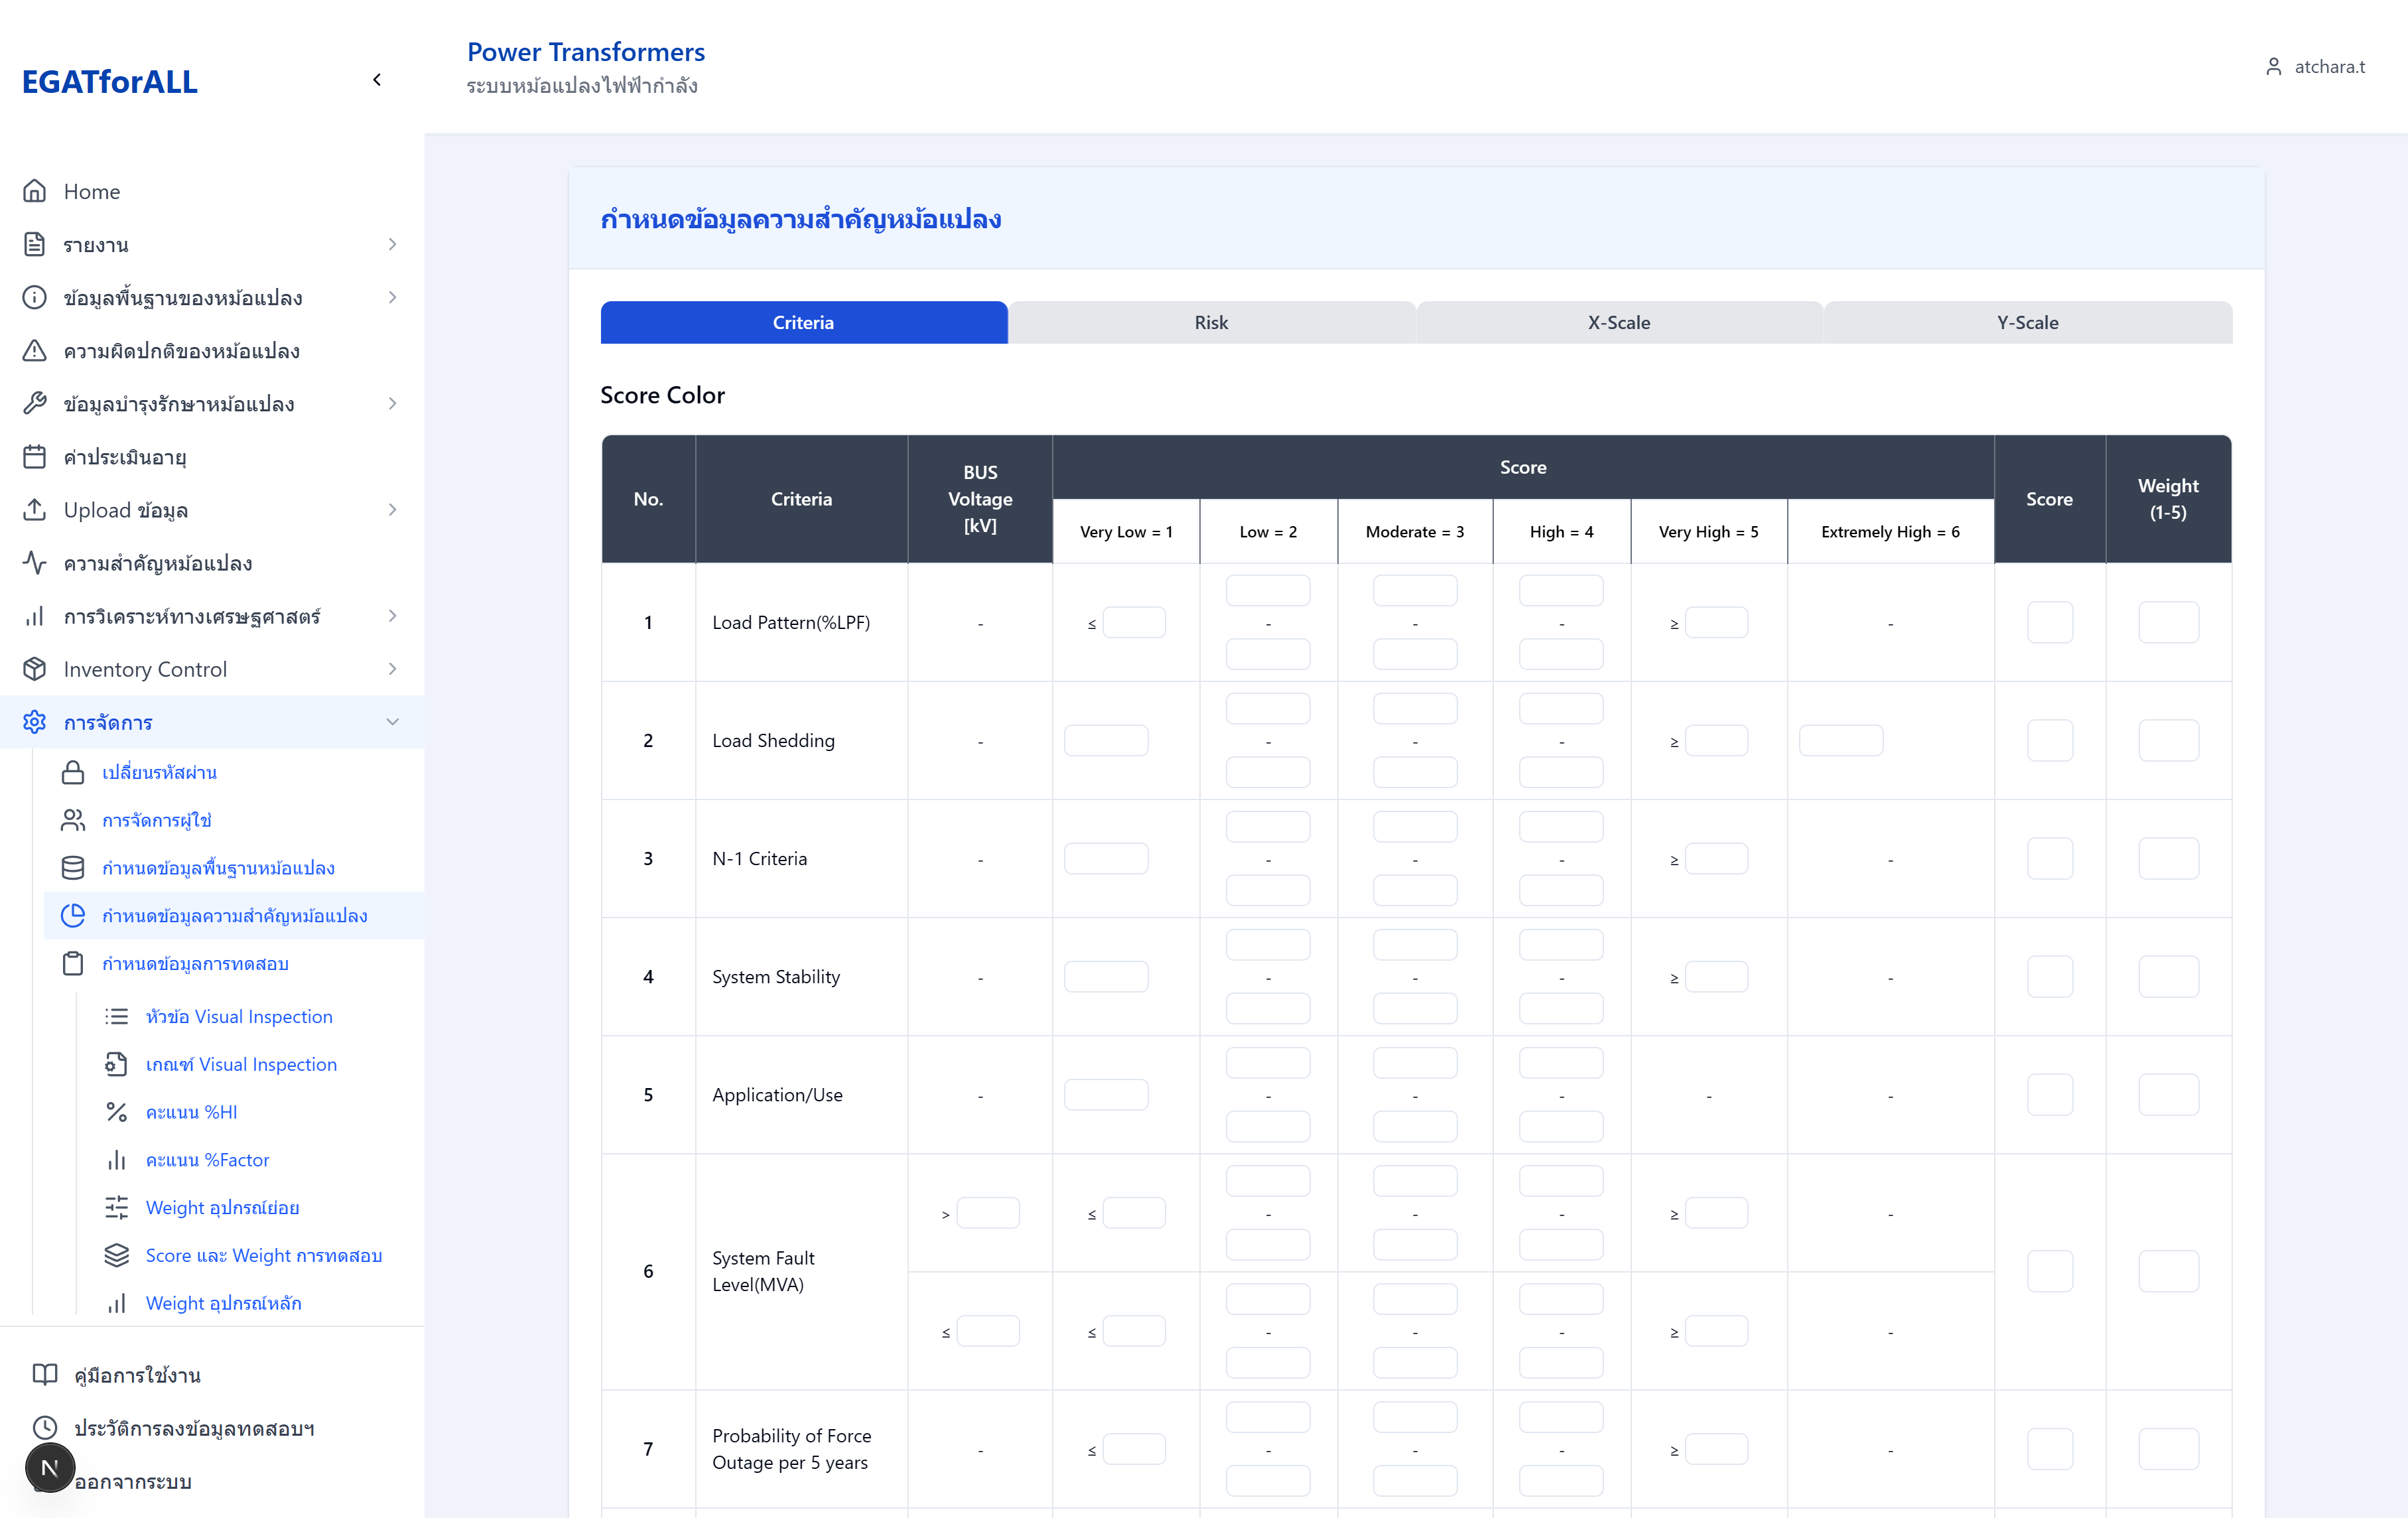 EGATforALL
Power Transformers
ระบบหม้อแปลงไฟฟ้ากำลัง
atchara.t
Home
รายงาน
ข้อมูลพื้นฐานของหม้อแปลง
ความผิดปกติของหม้อแปลง
ข้อมูลบำรุงรักษาหม้อแปลง
ค่าประเมินอายุ
Upload ข้อมูล
ความสำคัญหม้อแปลง
การวิเคราะห์ทางเศรษฐศาสตร์
Inventory Control
การจัดการ
เปลี่ยนรหัสผ่าน
การจัดการผู้ใช้
กำหนดข้อมูลพื้นฐานหม้อแปลง
กำหนดข้อมูลความสำคัญหม้อแปลง
กำหนดข้อมูลการทดสอบ
หัวข้อ Visual Inspection
เกณฑ์ Visual Inspection
คะแนน %HI
คะแนน %Factor
Weight อุปกรณ์ย่อย
Score และ Weight การทดสอบ
Weight อุปกรณ์หลัก
คู่มือการใช้งาน
ประวัติการลงข้อมูลทดสอบฯ
N
ออกจากระบบ
กำหนดข้อมูลความสำคัญหม้อแปลง
Criteria Risk X-Scale Y-Scale
Score Color
No. Criteria BUS Voltage [kV] Score Score Weight (1-5)
Very Low = 1 Low = 2 Moderate = 3 High = 4 Very High = 5 Extremely High = 6
1 Load Pattern(%LPF) - ≤ - - - ≥ -
2 Load Shedding - - - - ≥
3 N-1 Criteria - - - - ≥ -
4 System Stability - - - - ≥ -
5 Application/Use - - - - - -
6 System Fault Level(MVA) > ≤ - - - ≥ -
≤ ≤ - - - ≥ -
7 Probability of Force Outage per 5 years - ≤ - - - ≥ -